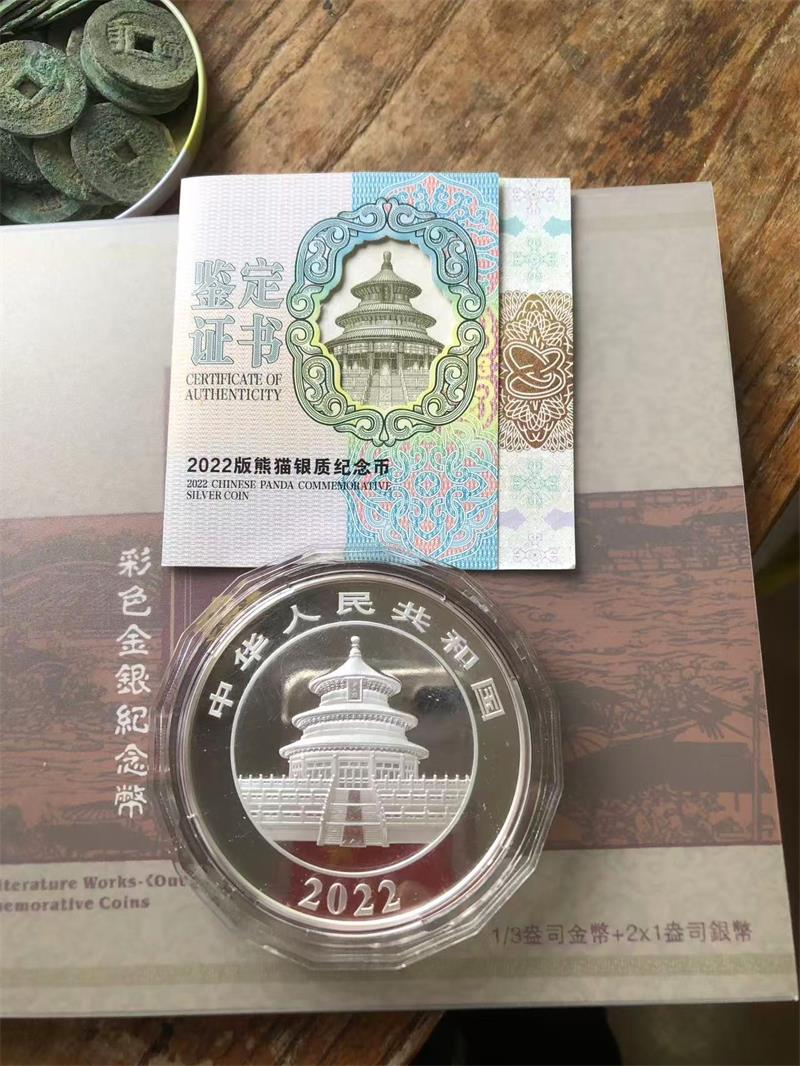 鉴定
证书
CERTIFICATE OF
AUTHENTICITY
2022版熊猫银质纪念币
2022 CHINESE PANDA COMMEMORATIVE
SILVER COIN
彩色金銀紀念幣
中华人民共和国
2022
iterature Works-《Out
emorative Coins
1/3盎司金幣+2x1盎司銀幣